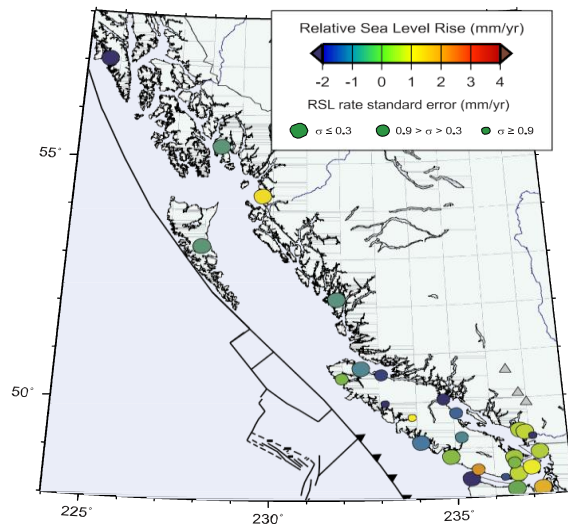 Relative Sea Level Rise (mm/yr)
-2 -1 0 1 2 3 4
RSL rate standard error (mm/yr)
σ ≤ 0.3 0.9 > σ > 0.3 σ ≥ 0.9
55°
50°
225° 230° 235°